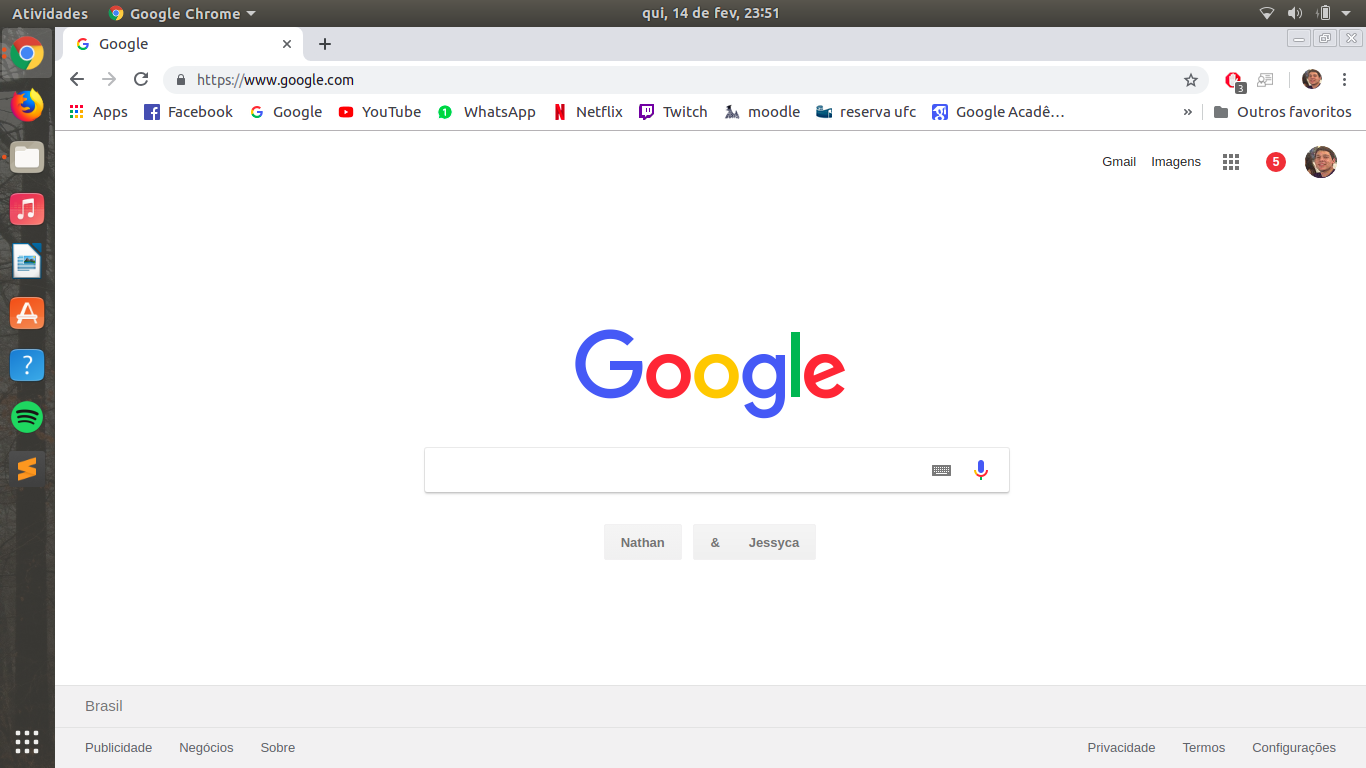 Atividades Google Chrome qui, 14 de fev, 23:51
Google
https://www.google.com 3
Apps Facebook Google YouTube 1 WhatsApp Netflix Twitch moodle reserva ufc Google Acadê… » Outros favoritos
Gmail Imagens 5
Google
Nathan & Jessyca
Brasil
Publicidade Negócios Sobre Privacidade Termos Configurações